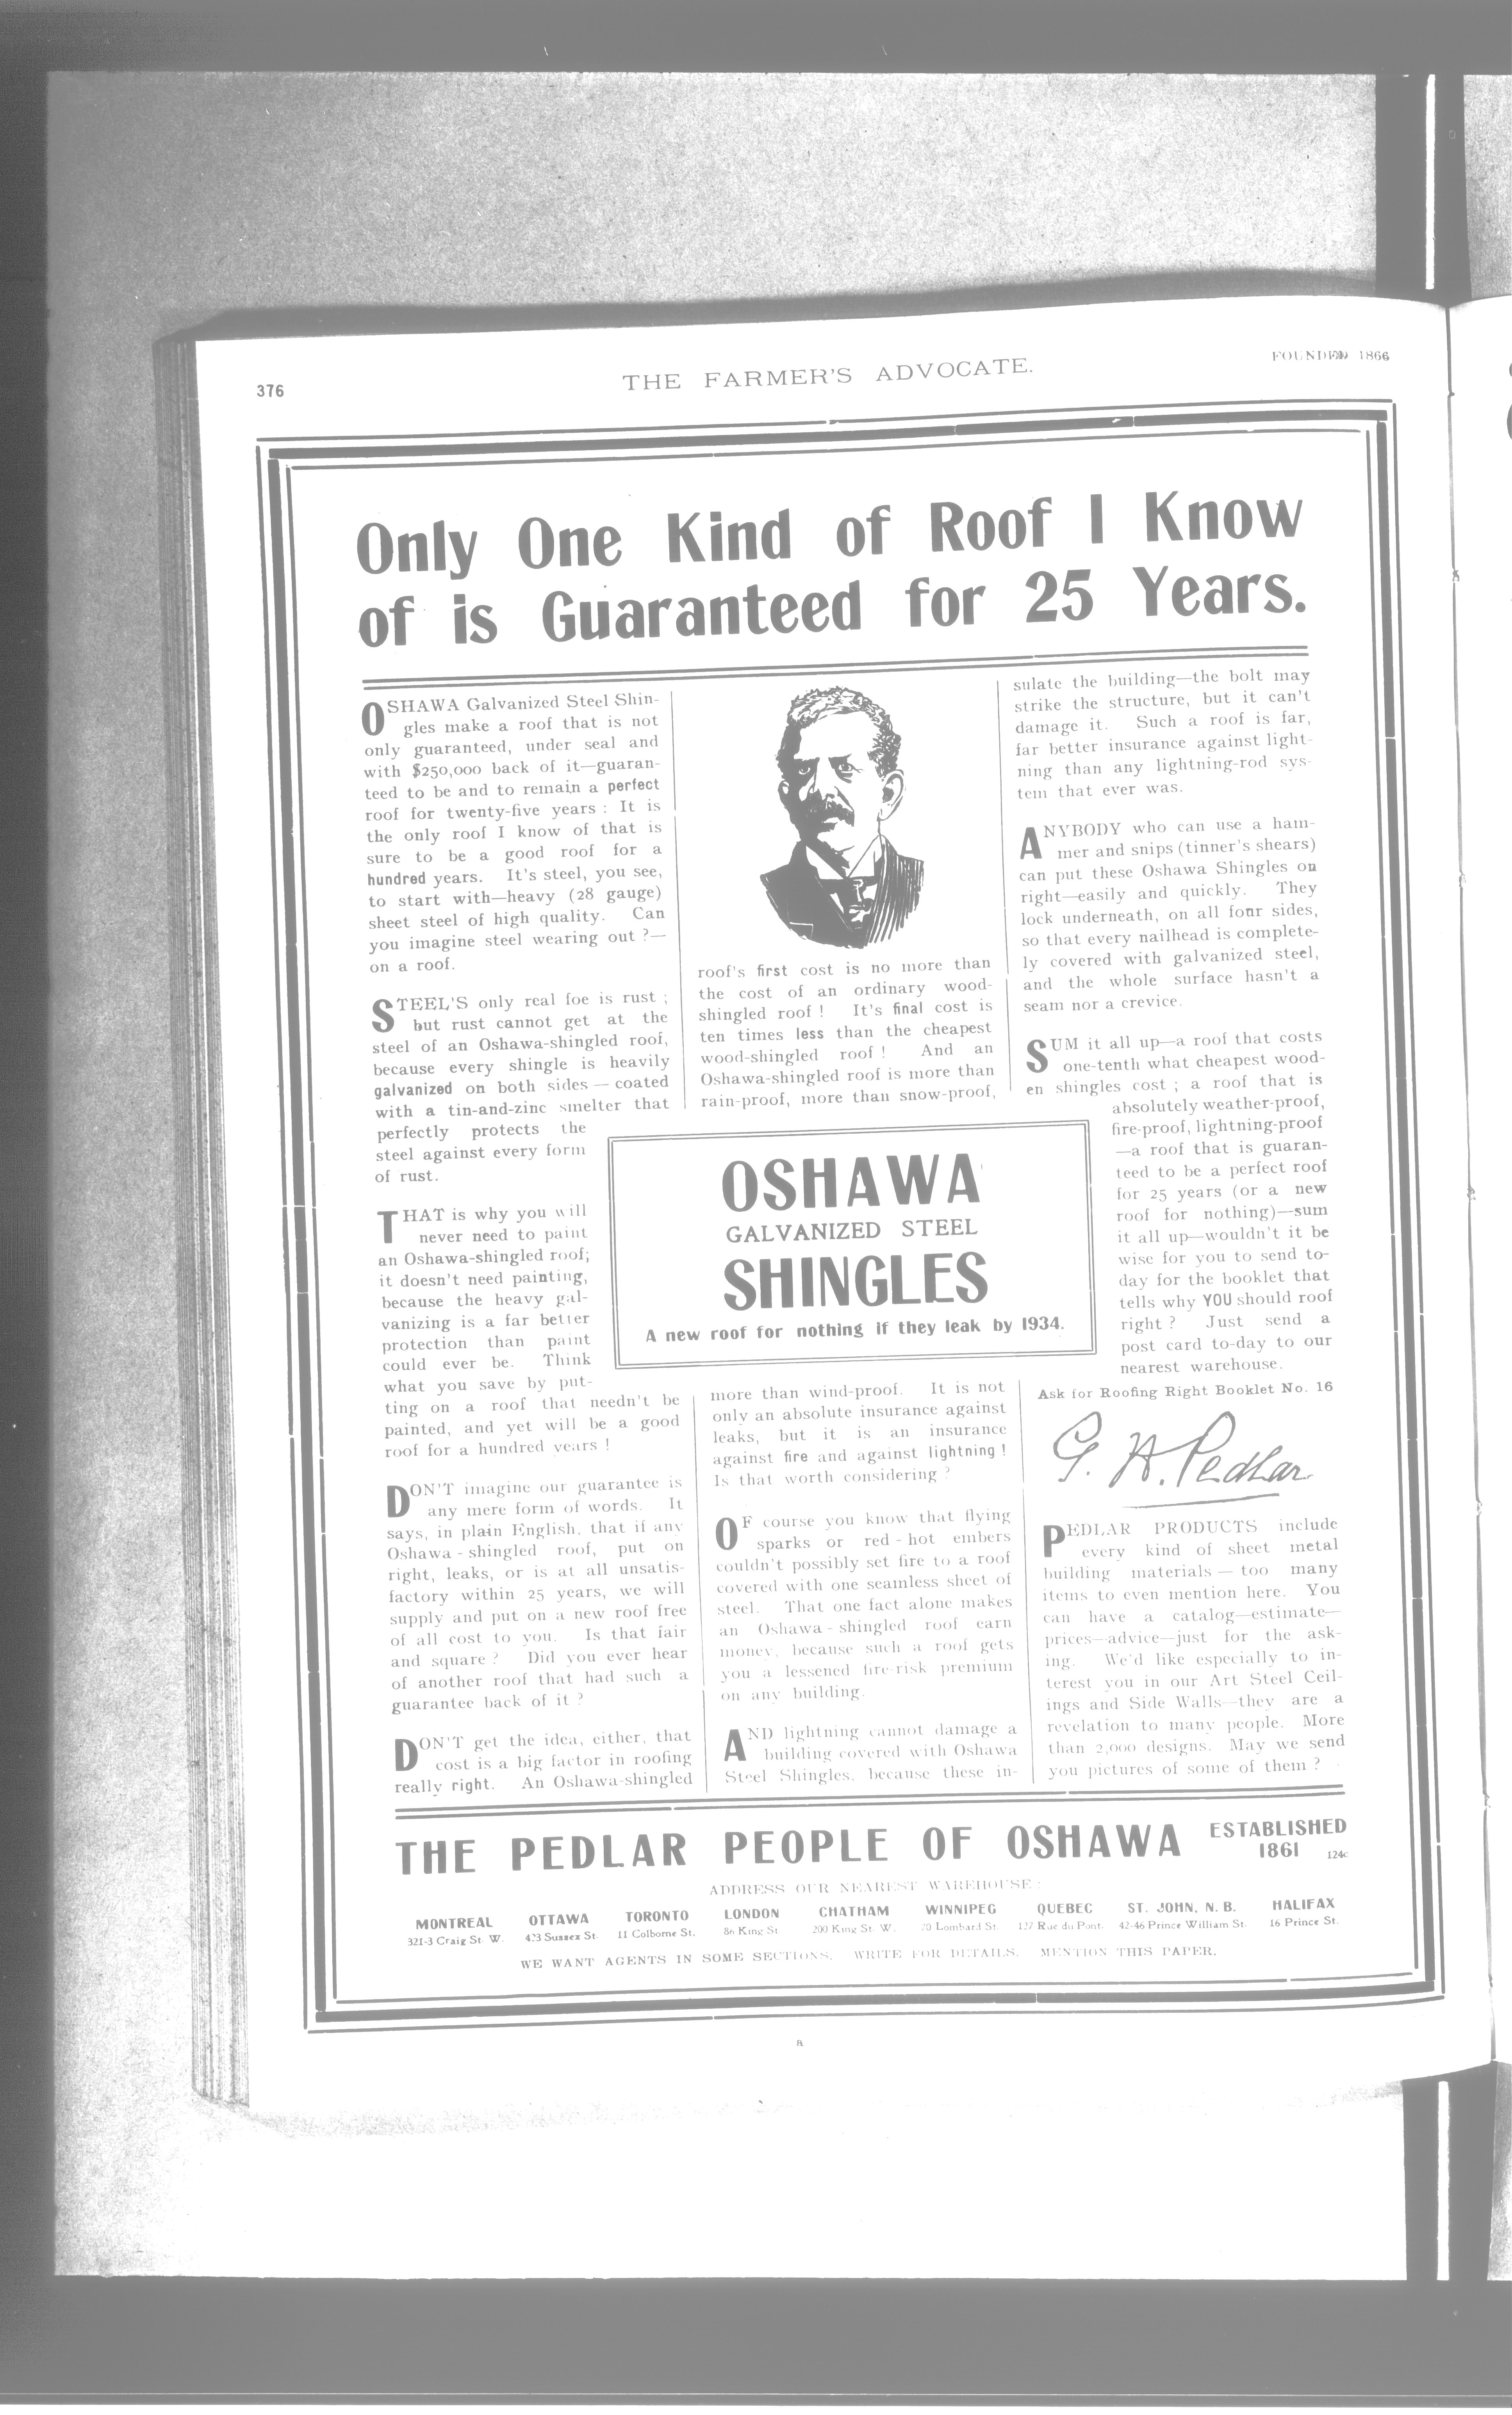 376
THE FARMER'S ADVOCATE.
FOUNDED 1866
Only One Kind of Roof I Know
of is Guaranteed for 25 Years.
OSHAWA Galvanized Steel Shin-
gles make a roof that is not
only guaranteed, under seal and
with $250,000 back of it—guaran-
teed to be and to remain a perfect
roof for twenty-five years : It is
the only roof I know of that is
sure to be a good roof for a
hundred years. It's steel, you see,
to start with—heavy (28 gauge)
sheet steel of high quality. Can
you imagine steel wearing out ?—
on a roof.
STEEL'S only real foe is rust ;
but rust cannot get at the
steel of an Oshawa-shingled roof,
because every shingle is heavily
galvanized on both sides — coated
with a tin-and-zinc smelter that
perfectly protects the
steel against every form
of rust.
THAT is why you will
never need to paint
an Oshawa-shingled roof;
it doesn't need painting,
because the heavy gal-
vanizing is a far better
protection than paint
could ever be. Think
what you save by put-
ting on a roof that needn't be
painted, and yet will be a good
roof for a hundred years !
DON'T imagine our guarantee is
any mere form of words. It
says, in plain English, that if any
Oshawa - shingled roof, put on
right, leaks, or is at all unsatis-
factory within 25 years, we will
supply and put on a new roof free
of all cost to you. Is that fair
and square ? Did you ever hear
of another roof that had such a
guarantee back of it ?
DON'T get the idea, either, that
cost is a big factor in roofing
really right. An Oshawa-shingled
roof's first cost is no more than
the cost of an ordinary wood-
shingled roof ! It's final cost is
ten times less than the cheapest
wood-shingled roof ! And an
Oshawa-shingled roof is more than
rain-proof, more than snow-proof,
OSHAWA
GALVANIZED STEEL
SHINGLES
A new roof for nothing if they leak by 1934.
more than wind-proof. It is not
only an absolute insurance against
leaks, but it is an insurance
against fire and against lightning !
Is that worth considering ?
OF course you know that flying
sparks or red - hot embers
couldn't possibly set fire to a roof
covered with one seamless sheet of
steel. That one fact alone makes
an Oshawa - shingled roof earn
money, because such a roof gets
you a lessened fire-risk premium
on any building.
AND lightning cannot damage a
building covered with Oshawa
Steel Shingles, because these in-
sulate the building—the bolt may
strike the structure, but it can't
damage it. Such a roof is far,
far better insurance against light-
ning than any lightning-rod sys-
tem that ever was.
ANYBODY who can use a ham-
mer and snips (tinner's shears)
can put these Oshawa Shingles on
right—easily and quickly. They
lock underneath, on all four sides,
so that every nailhead is complete-
ly covered with galvanized steel,
and the whole surface hasn't a
seam nor a crevice.
SUM it all up—a roof that costs
one-tenth what cheapest wood-
en shingles cost ; a roof that is
absolutely weather-proof,
fire-proof, lightning-proof
—a roof that is guaran-
teed to be a perfect roof
for 25 years (or a new
roof for nothing)—sum
it all up—wouldn't it be
wise for you to send to-
day for the booklet that
tells why YOU should roof
right ? Just send a
post card to-day to our
nearest warehouse.
Ask for Roofing Right Booklet No. 16
G. H. Pedlar
PEDLAR PRODUCTS include
every kind of sheet metal
building materials — too many
items to even mention here. You
can have a catalog—estimate—
prices—advice—just for the ask-
ing. We'd like especially to in-
terest you in our Art Steel Ceil-
ings and Side Walls—they are a
revelation to many people. More
than 2,000 designs. May we send
you pictures of some of them ?
THE PEDLAR PEOPLE OF OSHAWA ESTABLISHED
1861 124c
ADDRESS OUR NEAREST WAREHOUSE :
MONTREAL OTTAWA TORONTO LONDON CHATHAM WINNIPEG QUEBEC ST. JOHN, N. B. HALIFAX
321-3 Craig St. W. 423 Sussex St. 11 Colborne St. 86 King St. 200 King St. W. 70 Lombard St. 127 Rue du Pont. 42-46 Prince William St. 16 Prince St.
WE WANT AGENTS IN SOME SECTIONS. WRITE FOR DETAILS. MENTION THIS PAPER.